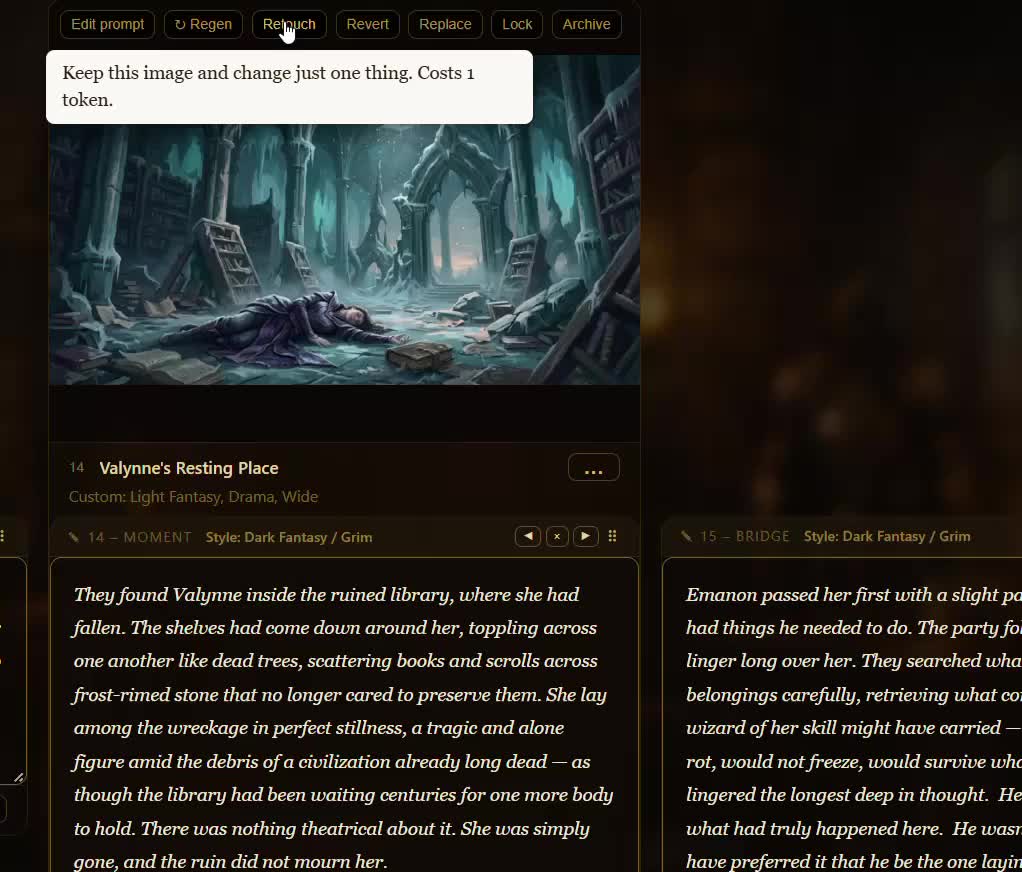 Edit prompt
↻ Regen
Retouch
Revert
Replace
Lock
Archive
Keep this image and change just one thing. Costs 1
token.
14 Valynne's Resting Place
...
Custom: Light Fantasy, Drama, Wide
14 – MOMENT Style: Dark Fantasy / Grim
◀ x ▶
They found Valynne inside the ruined library, where she had
fallen. The shelves had come down around her, toppling across
one another like dead trees, scattering books and scrolls across
frost-rimed stone that no longer cared to preserve them. She lay
among the wreckage in perfect stillness, a tragic and alone
figure amid the debris of a civilization already long dead — as
though the library had been waiting centuries for one more body
to hold. There was nothing theatrical about it. She was simply
gone, and the ruin did not mourn her.
15 – BRIDGE Style: Dark Fantasy / Grim
Emanon passed her first with a slight
had things he needed to do. The party
linger long over her. They searched
belongings carefully, retrieving what
wizard of her skill might have carried —
rot, would not freeze, would survive
lingered the longest deep in thought. He
what had truly happened here. He
have preferred it that he be the one